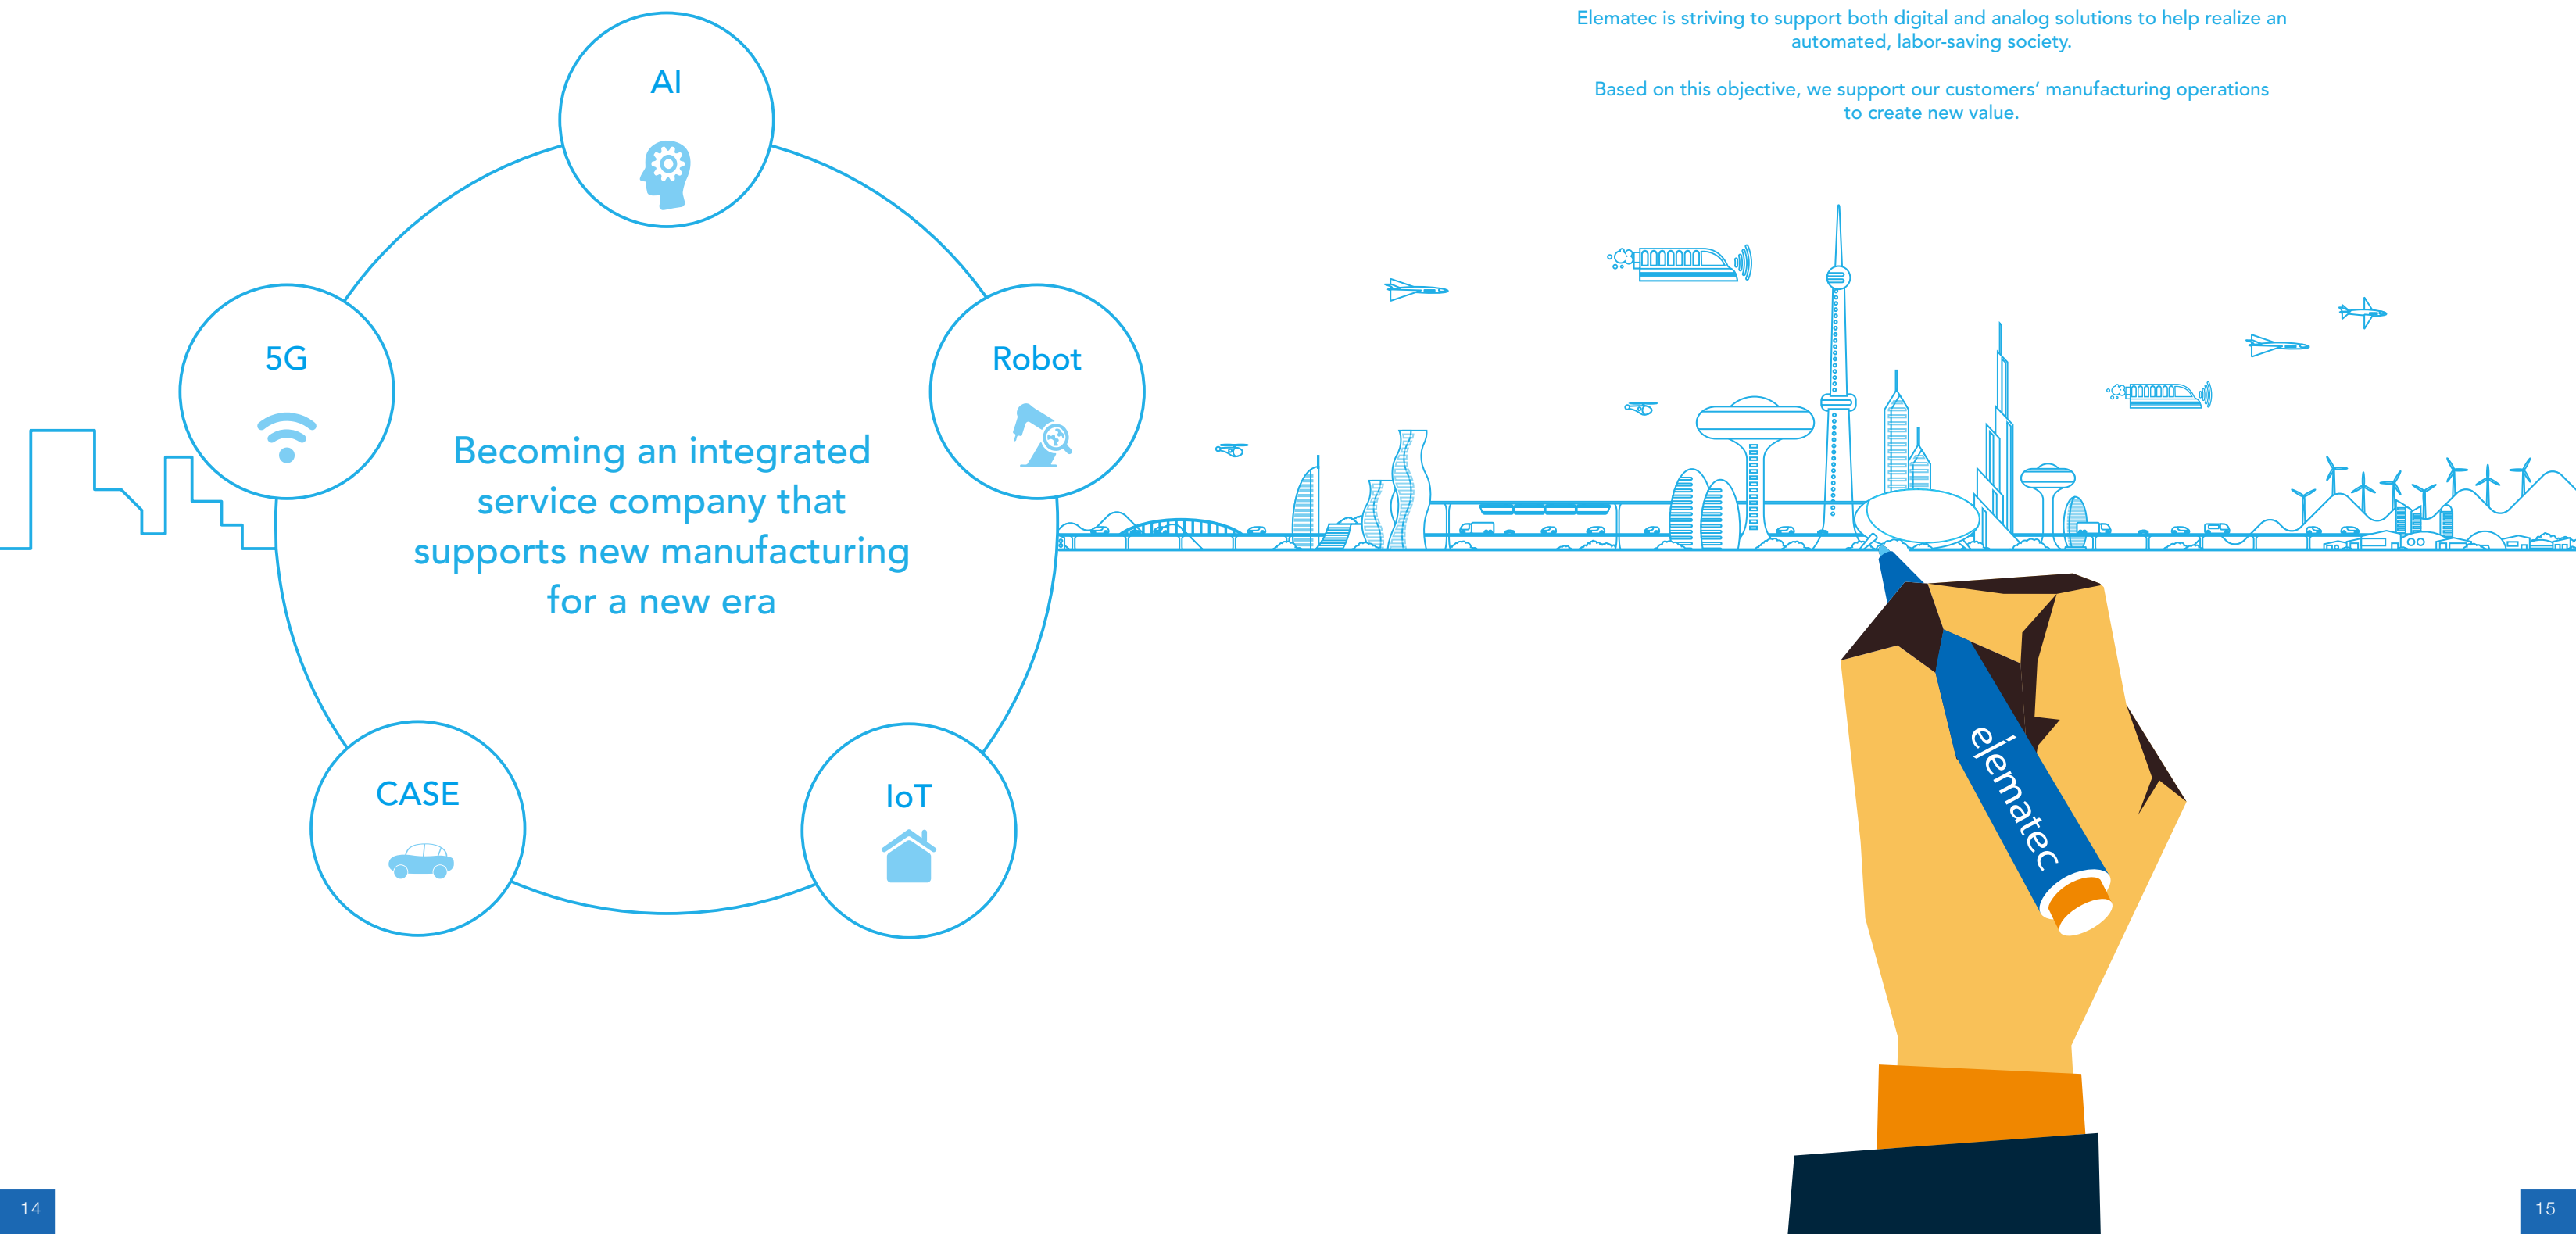 AI
5G
Robot
Becoming an integrated
service company that
supports new manufacturing
for a new era
CASE
IoT
14
Elematec is striving to support both digital and analog solutions to help realize an
automated, labor-saving society.
Based on this objective, we support our customers’ manufacturing operations
to create new value.
elematec
15